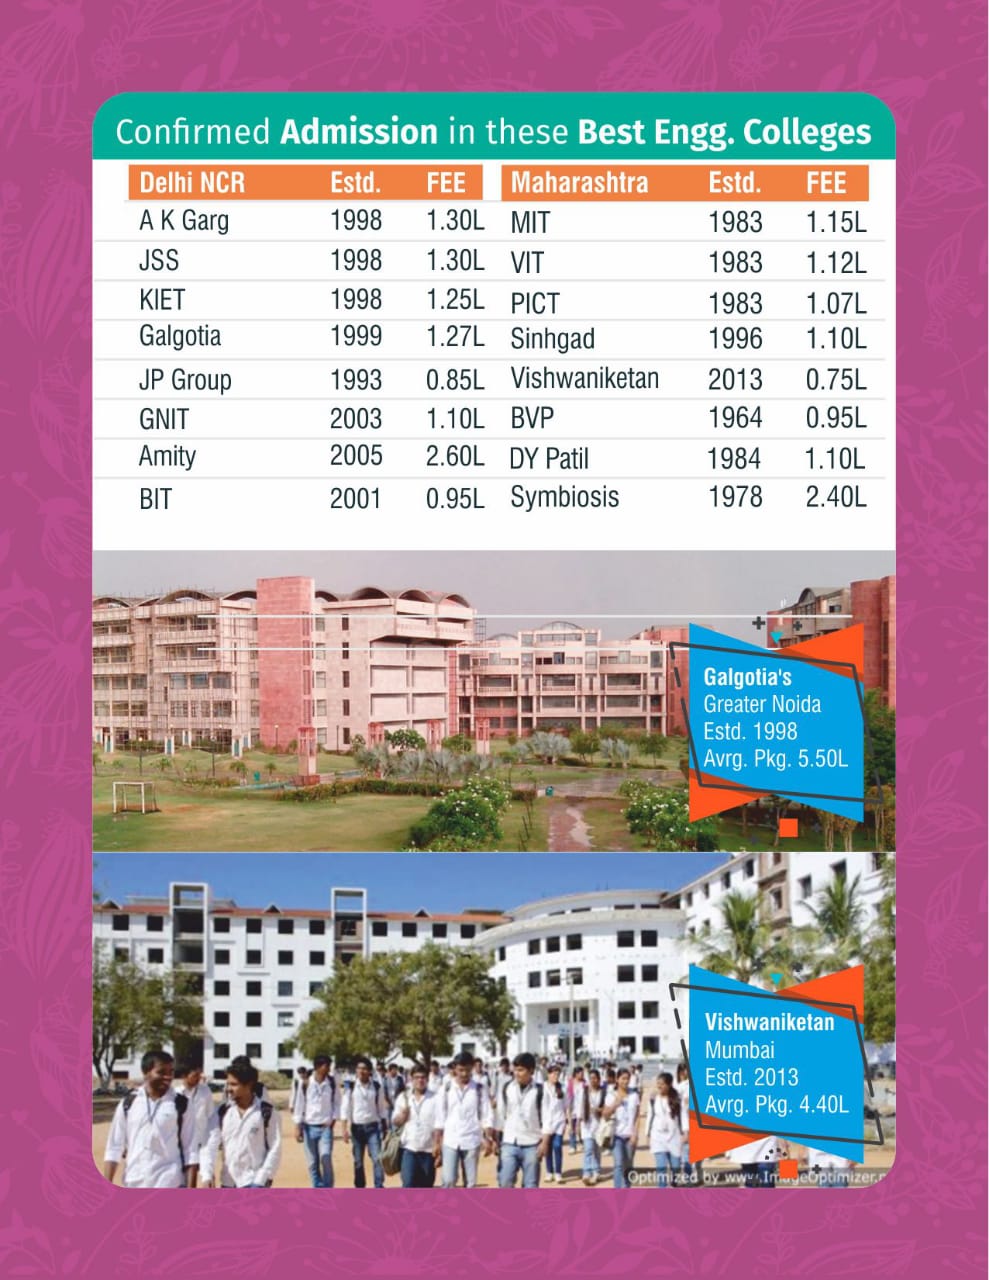 Confirmed Admission in these Best Engg. Colleges
Delhi NCR Estd. FEE Maharashtra Estd. FEE
A K Garg 1998 1.30L MIT 1983 1.15L
JSS 1998 1.30L VIT 1983 1.12L
KIET 1998 1.25L PICT 1983 1.07L
Galgotia 1999 1.27L Sinhgad 1996 1.10L
JP Group 1993 0.85L Vishwaniketan 2013 0.75L
GNIT 2003 1.10L BVP 1964 0.95L
Amity 2005 2.60L DY Patil 1984 1.10L
BIT 2001 0.95L Symbiosis 1978 2.40L
Galgotia's
Greater Noida
Estd. 1998
Avrg. Pkg. 5.50L
Vishwaniketan
Mumbai
Estd. 2013
Avrg. Pkg. 4.40L
Optimized by